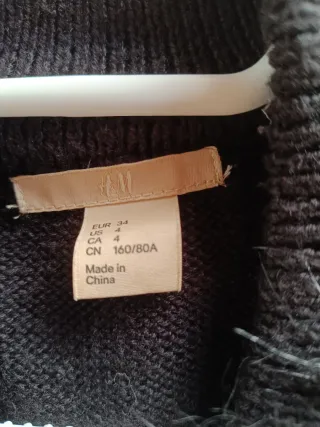 H&M
EUR 34
US 4
CA 4
CN 160/80A
Made in
China